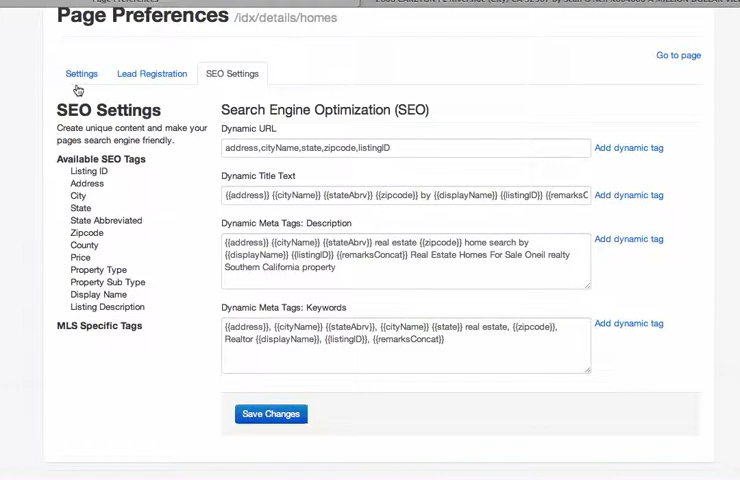 Page Preferences /idx/details/homes
Go to page
Settings
Lead Registration
SEO Settings
SEO Settings
Create unique content and make your
pages search engine friendly.
Available SEO Tags
Listing ID
Address
City
State
State Abbreviated
Zipcode
County
Price
Property Type
Property Sub Type
Display Name
Listing Description
MLS Specific Tags
Search Engine Optimization (SEO)
Dynamic URL
address,cityName,state,zipcode,listingID
Add dynamic tag
Dynamic Title Text
{{address}} {{cityName}} {{stateAbrv}} {{zipcode}} by {{displayName}} {{listingID}} {{remarksC
Add dynamic tag
Dynamic Meta Tags: Description
{{address}} {{cityName}} {{stateAbrv}} real estate {{zipcode}} home search by
{{displayName}} {{listingID}} {{remarksConcat}} Real Estate Homes For Sale Oneil realty
Southern California property
Add dynamic tag
Dynamic Meta Tags: Keywords
{{address}}, {{cityName}} {{stateAbrv}}, {{cityName}} {{state}} real estate, {{zipcode}},
Realtor {{displayName}}, {{listingID}}, {{remarksConcat}}
Add dynamic tag
Save Changes